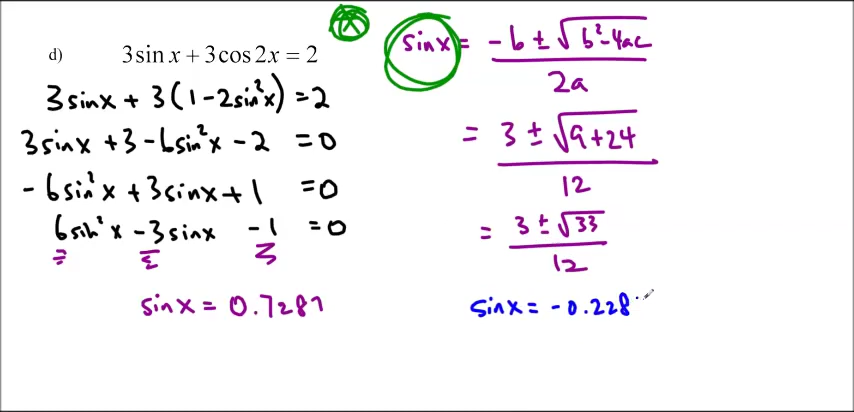 d) 3 sin x + 3 cos 2x = 2
3sinx + 3(1-2sin²x) = 2
3sinx + 3 - 6sin²x - 2 = 0
-6sin²x + 3sinx + 1 = 0
6sin²x - 3sinx - 1 = 0
sinx = 0.7287
*
sinx = (-b ± √(b²-4ac)) / 2a
= (3 ± √(9+24)) / 12
= (3 ± √33) / 12
sinx = -0.228..